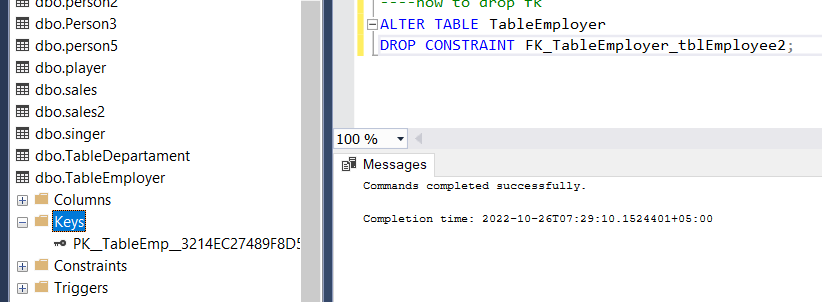 dbo.person2
dbo.Person3
dbo.person5
dbo.player
dbo.sales
dbo.sales2
dbo.singer
dbo.TableDepartament
dbo.TableEmployer
Columns
Keys
PK__TableEmp__3214EC27489F8D5
Constraints
Triggers
----how to drop fk
ALTER TABLE TableEmployer
DROP CONSTRAINT FK_TableEmployer_tblEmployee2;
100 %
Messages
Commands completed successfully.
Completion time: 2022-10-26T07:29:10.1524401+05:00